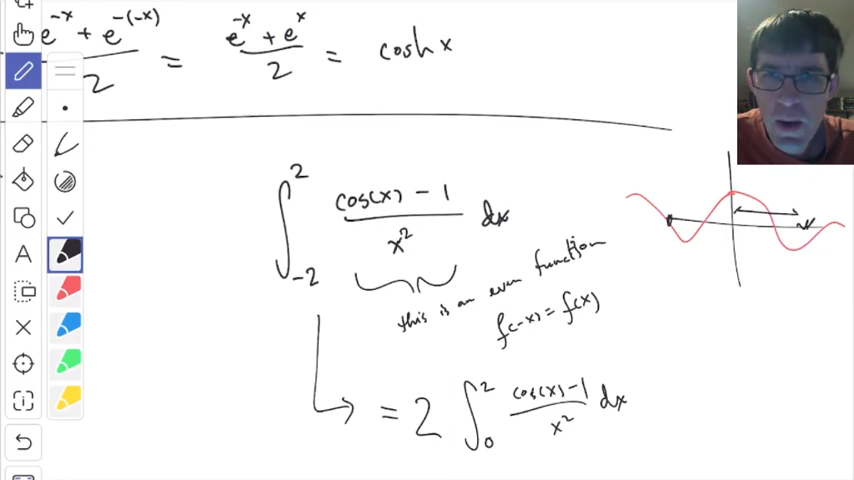 e^{-x} + e^{-(-x)} / 2 = e^{-x} + e^x / 2 = cosh x
∫_{-2}^{2} cos(x) - 1 / x² dx
this is an even function
f(-x) = f(x)
= 2 ∫_0^2 cos(x) - 1 / x² dx
A